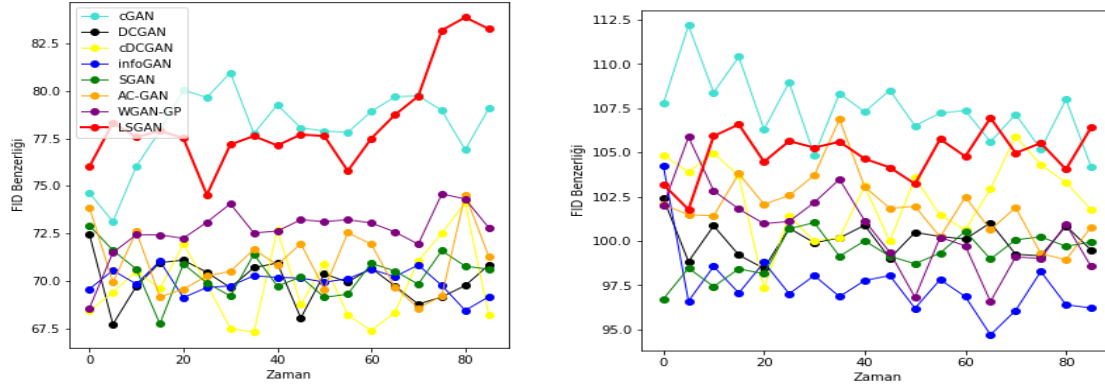 cGAN
DCGAN
cDCGAN
infoGAN
SGAN
AC-GAN
WGAN-GP
LSGAN
FID Benzerliği
82.5
80.0
77.5
75.0
72.5
70.0
67.5
0
20
40
60
80
Zaman
FID Benzerliği
112.5
110.0
107.5
105.0
102.5
100.0
97.5
95.0
0
20
40
60
80
Zaman